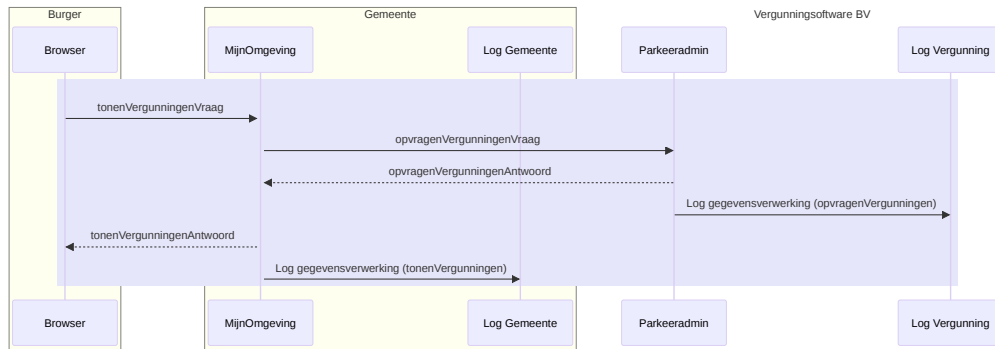 Burger
Gemeente
Vergunningsoftware BV
Browser
MijnOmgeving
Log Gemeente
Parkeeradmin
Log Vergunning
tonenVergunningenVraag
opvragenVergunningenVraag
opvragenVergunningenAntwoord
Log gegevensverwerking (opvragenVergunningen)
tonenVergunningenAntwoord
Log gegevensverwerking (tonenVergunningen)
Browser
MijnOmgeving
Log Gemeente
Parkeeradmin
Log Vergunning